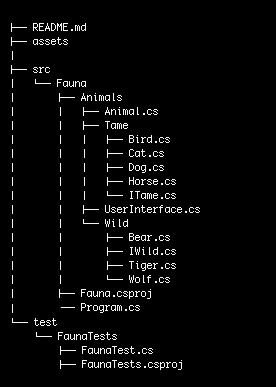 ├── README.md
├── assets
│
├── src
│   └── Fauna
│       ├── Animals
│       │   ├── Animal.cs
│       │   ├── Tame
│       │   │   ├── Bird.cs
│       │   │   ├── Cat.cs
│       │   │   ├── Dog.cs
│       │   │   ├── Horse.cs
│       │   │   └── ITame.cs
│       │   ├── UserInterface.cs
│       │   └── Wild
│       │       ├── Bear.cs
│       │       ├── IWild.cs
│       │       ├── Tiger.cs
│       │       └── Wolf.cs
│       ├── Fauna.csproj
│       ── Program.cs
└── test
    └── FaunaTests
        ├── FaunaTest.cs
        ├── FaunaTests.csproj